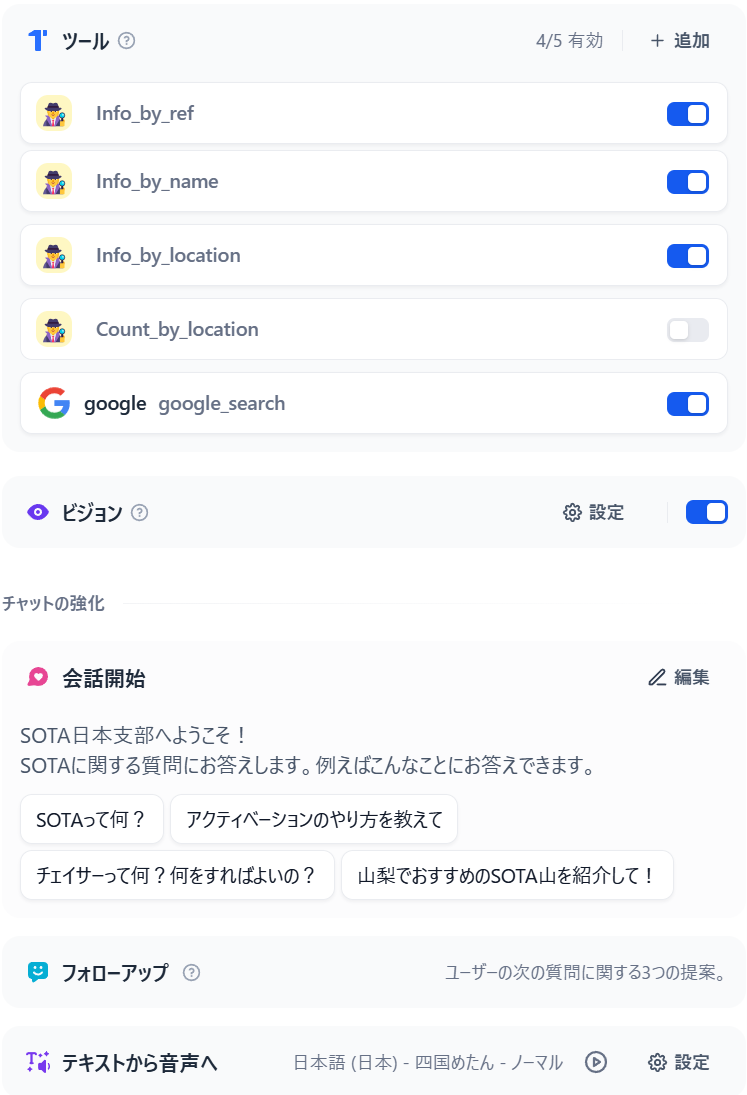 ツール
4/5 有効
追加
Info_by_ref
Info_by_name
Info_by_location
Count_by_location
google google_search
ビジョン
設定
チャットの強化
会話開始
編集
SOTA日本支部へようこそ！
SOTAに関する質問にお答えします。例えばこんなことにお答えできます。
SOTAって何？
アクティベーションのやり方を教えて
チェイサーって何？何をすればよいの？
山梨でおすすめのSOTA山を紹介して！
フォローアップ
ユーザーの次の質問に関する3つの提案。
テキストから音声へ
日本語 (日本) - 四国めたん - ノーマル
設定